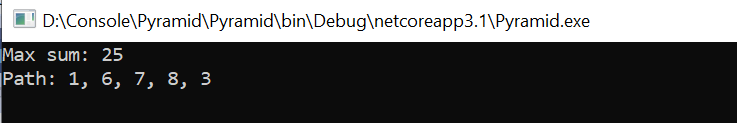 D:\Console\Pyramid\Pyramid\bin\Debug\netcoreapp3.1\Pyramid.exe
Max sum: 25
Path: 1, 6, 7, 8, 3